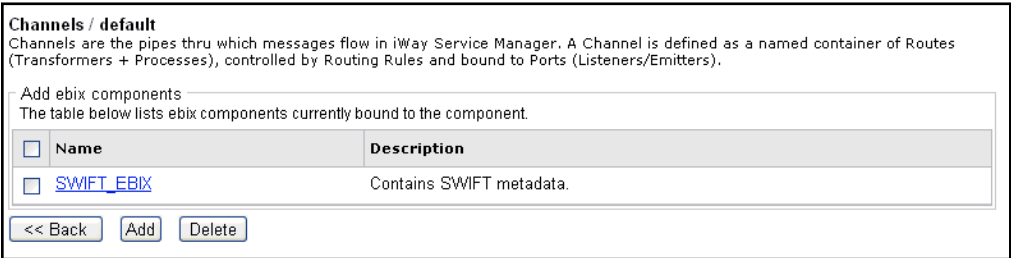 Channels / default
Channels are the pipes thru which messages flow in iWay Service Manager. A Channel is defined as a named container of Routes
(Transformers + Processes), controlled by Routing Rules and bound to Ports (Listeners/Emitters).
Add ebix components
The table below lists ebix components currently bound to the component.
Name Description
SWIFT_EBIX Contains SWIFT metadata.
<< Back Add Delete